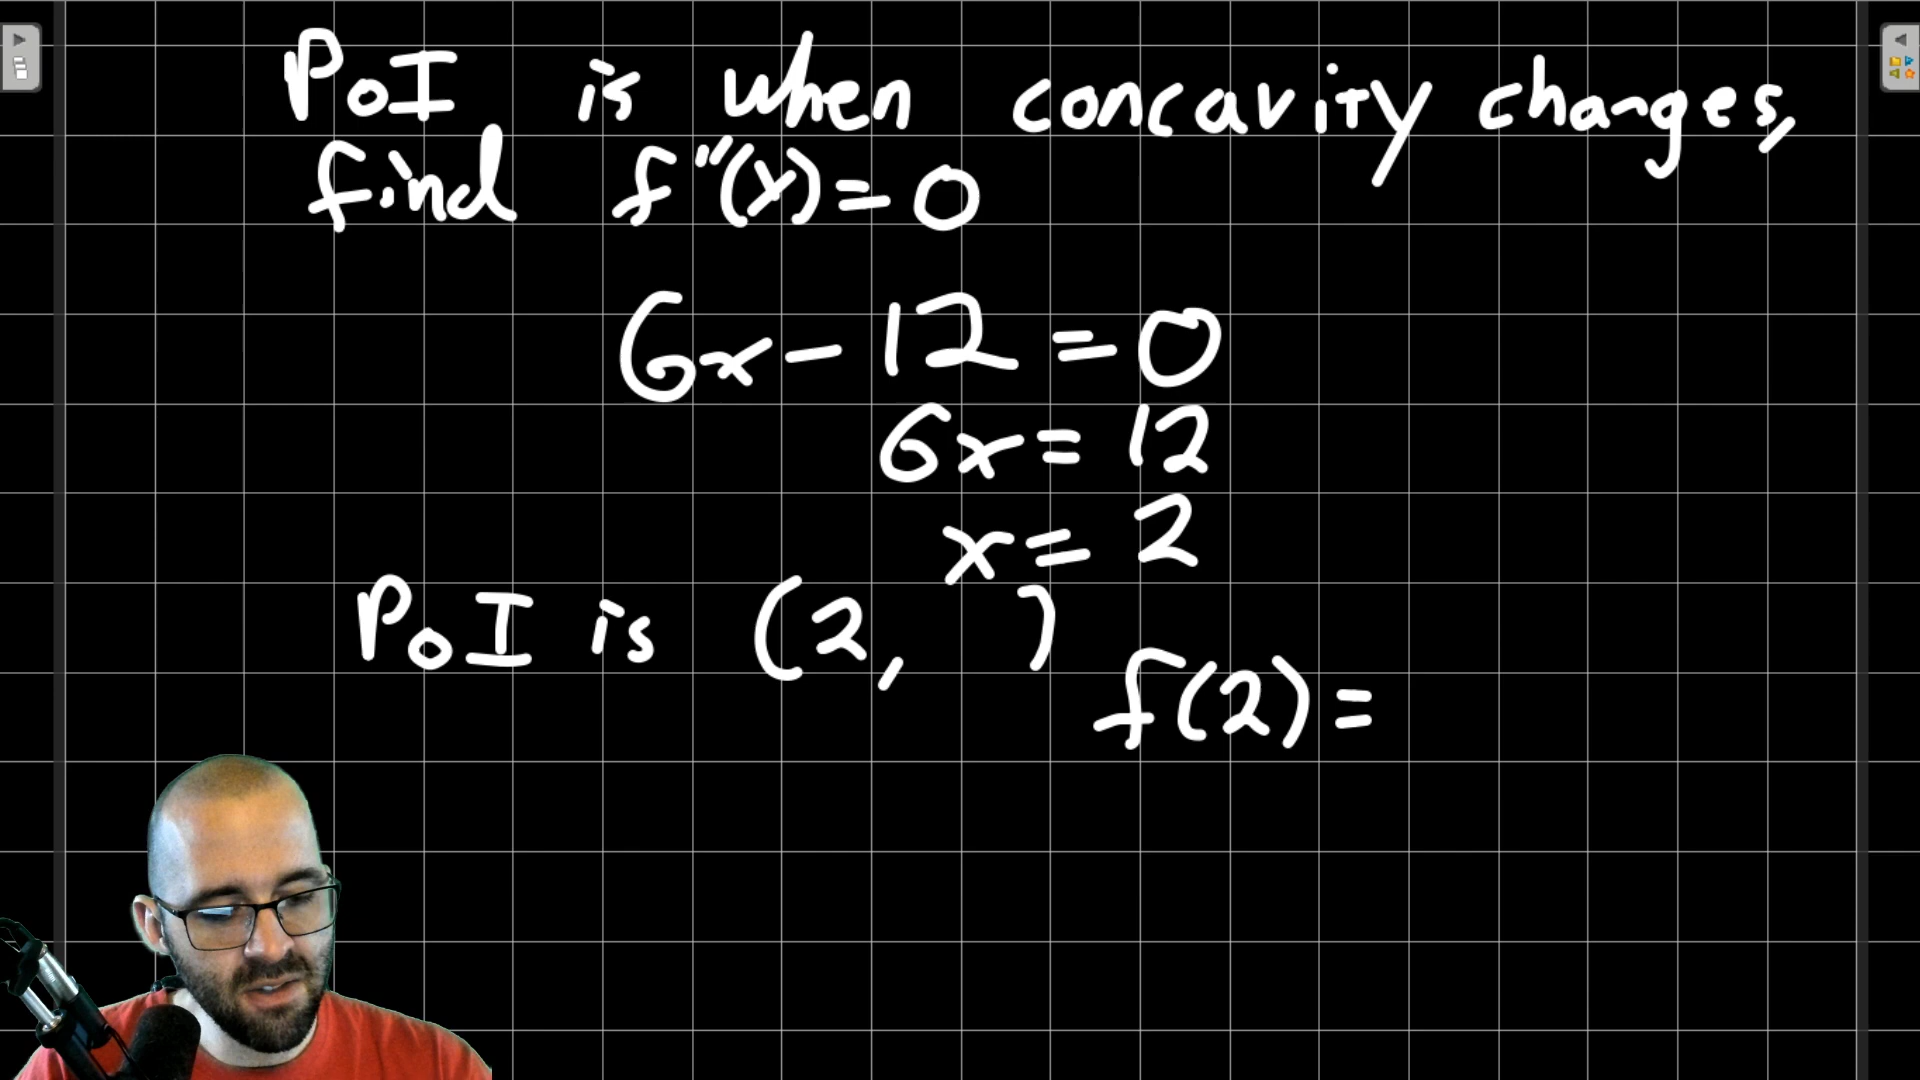 PoI is when concavity changes,
find f"(x)=0
6x-12=0
6x=12
x=2
PoI is (2, )
f(2)=